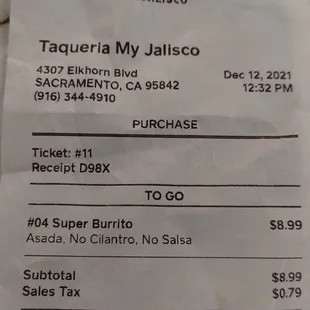 Taqueria My Jalisco
4307 Elkhorn Blvd
SACRAMENTO, CA 95842
(916) 344-4910
Dec 12, 2021
12:32 PM
PURCHASE
Ticket: #11
Receipt D98X
TO GO
#04 Super Burrito $8.99
Asada, No Cilantro, No Salsa
Subtotal $8.99
Sales Tax $0.79